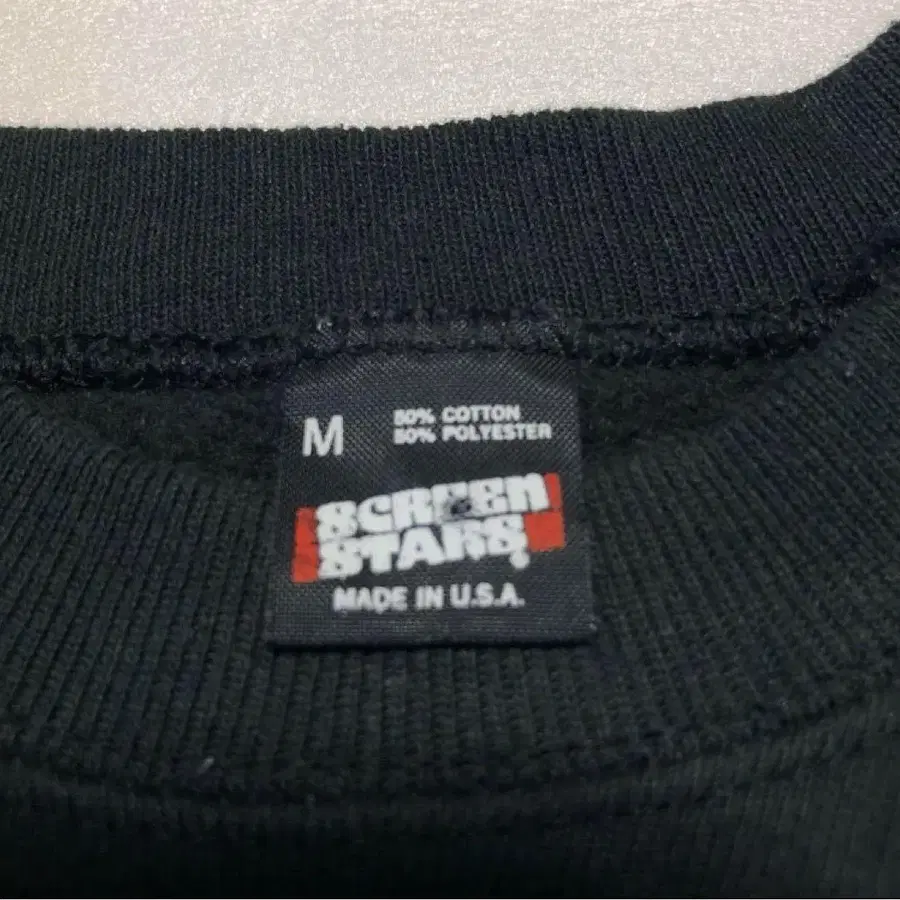 M
50% COTTON
50% POLYESTER
SCREEN
STARS
MADE IN U.S.A.